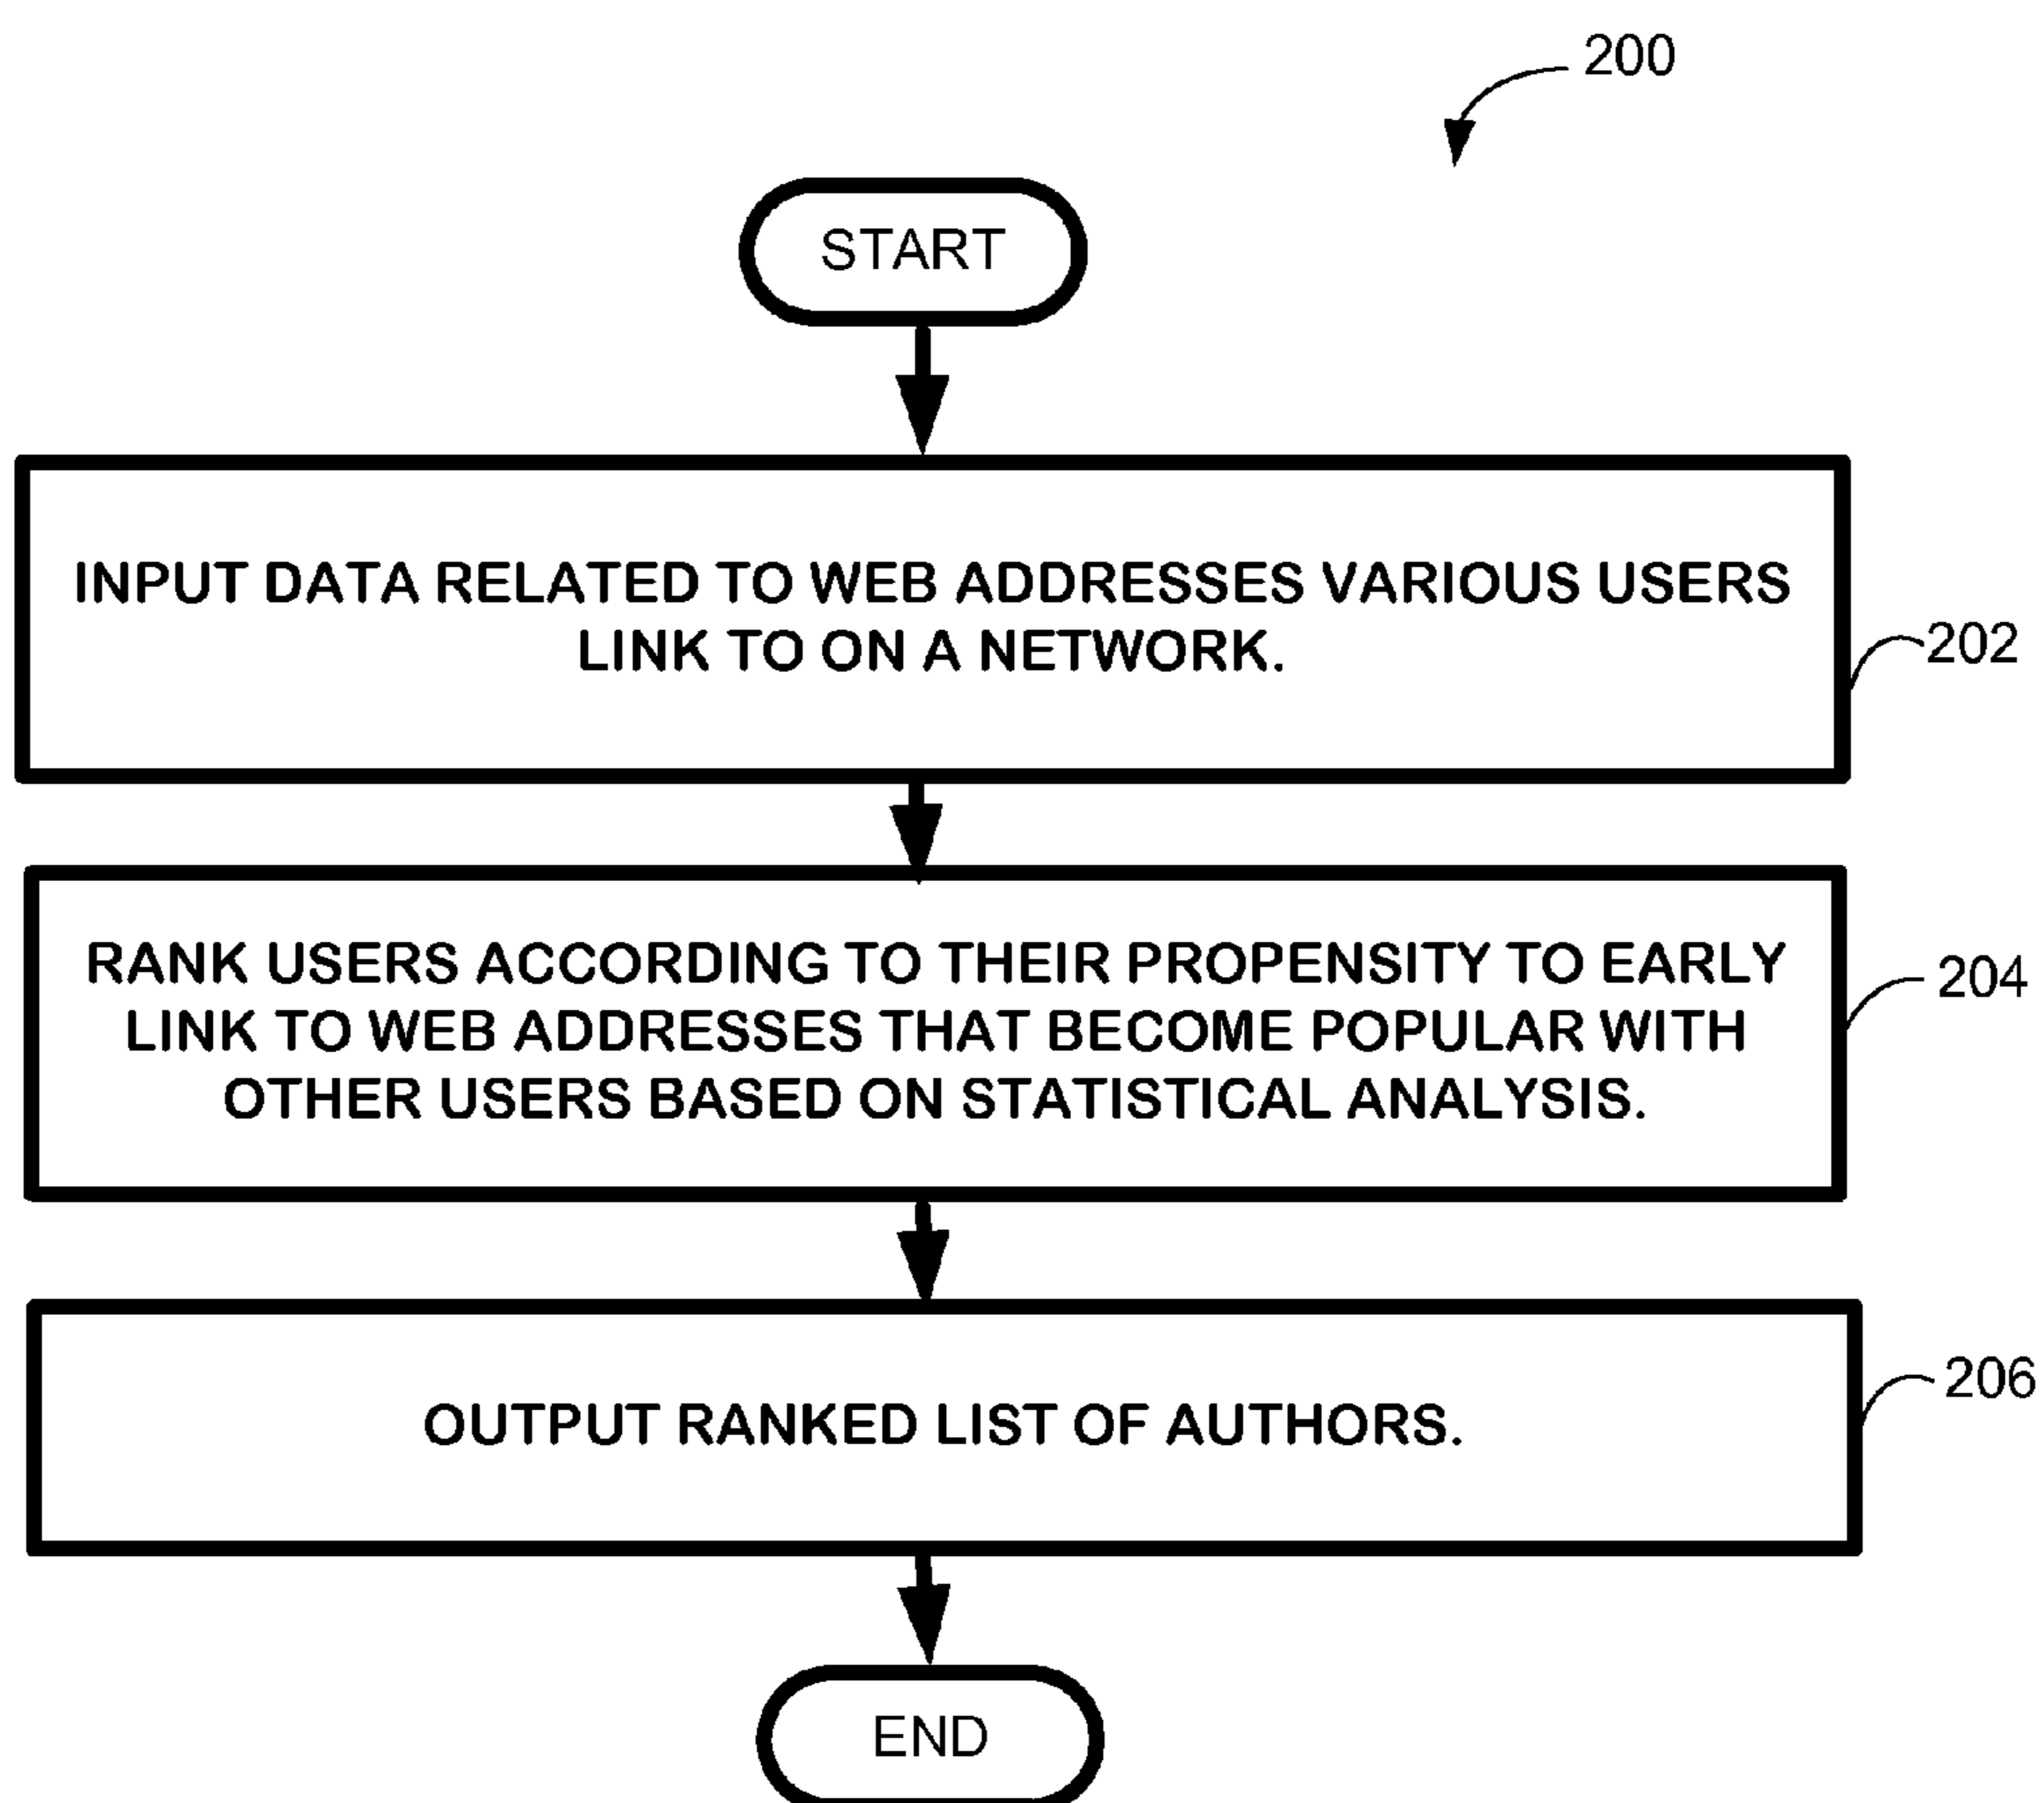 200
START
INPUT DATA RELATED TO WEB ADDRESSES VARIOUS USERS
LINK TO ON A NETWORK.
202
RANK USERS ACCORDING TO THEIR PROPENSITY TO EARLY
LINK TO WEB ADDRESSES THAT BECOME POPULAR WITH
OTHER USERS BASED ON STATISTICAL ANALYSIS.
204
OUTPUT RANKED LIST OF AUTHORS.
206
END